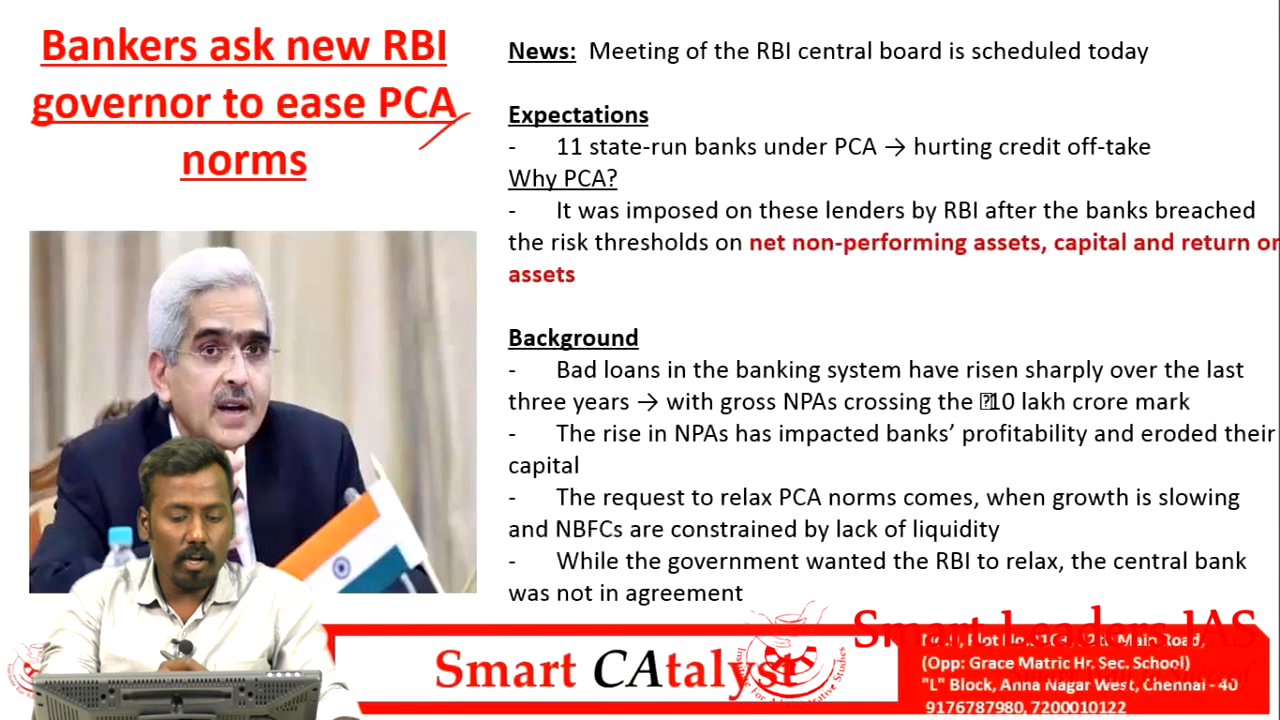 Bankers ask new RBI
governor to ease PCA
norms
News: Meeting of the RBI central board is scheduled today
Expectations
- 11 state-run banks under PCA → hurting credit off-take
Why PCA?
- It was imposed on these lenders by RBI after the banks breached
the risk thresholds on net non-performing assets, capital and return on
assets
Background
- Bad loans in the banking system have risen sharply over the last
three years → with gross NPAs crossing the 10 lakh crore mark
- The rise in NPAs has impacted banks' profitability and eroded their
capital
- The request to relax PCA norms comes, when growth is slowing
and NBFCs are constrained by lack of liquidity
- While the government wanted the RBI to relax, the central bank
was not in agreement
Smart Leaders IAS
Smart CAtalyst
Main Road,
(Opp: Grace Matric Hr. Sec. School)
"L" Block, Anna Nagar West, Chennai - 40
9176787980, 7200010122